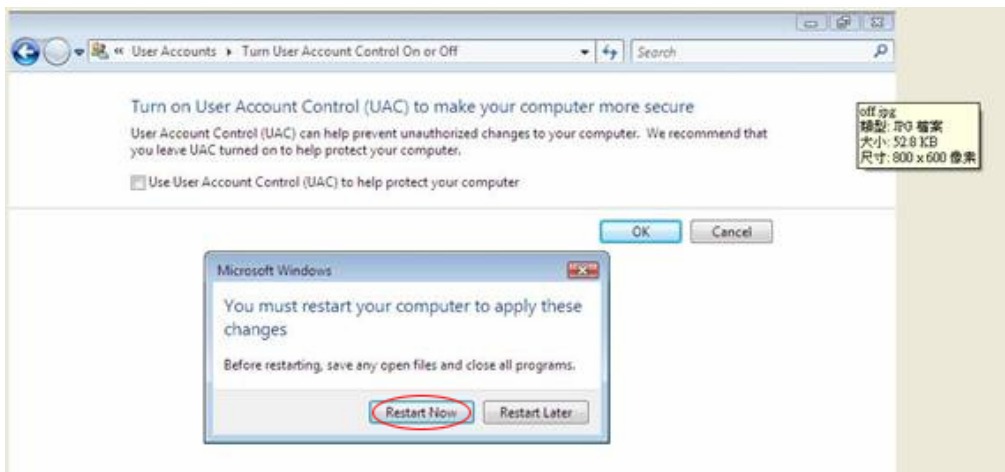 « User Accounts ▸ Turn User Account Control On or Off
Search
Turn on User Account Control (UAC) to make your computer more secure
User Account Control (UAC) can help prevent unauthorized changes to your computer. We recommend that
you leave UAC turned on to help protect your computer.
Use User Account Control (UAC) to help protect your computer
off.jpg
類型: JPG 檔案
大小: 52.8 KB
尺寸: 800 x 600 像素
OK
Cancel
Microsoft Windows
You must restart your computer to apply these
changes
Before restarting, save any open files and close all programs.
Restart Now
Restart Later